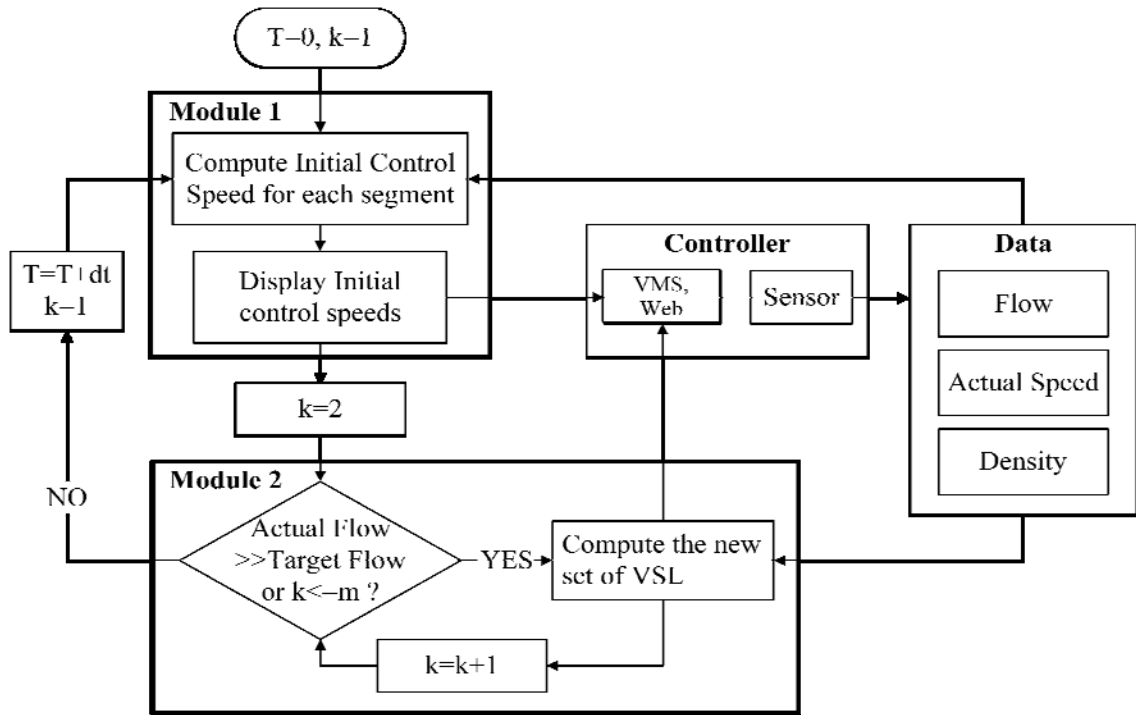 T–0, k–1
Module 1
Compute Initial Control
Speed for each segment
Display Initial
control speeds
T=T+dt
k–1
Controller
VMS,
Web
Sensor
Data
Flow
Actual Speed
Density
k=2
NO
Module 2
Actual Flow
>>Target Flow
or k<–m ?
YES
Compute the new
set of VSL
k=k+1